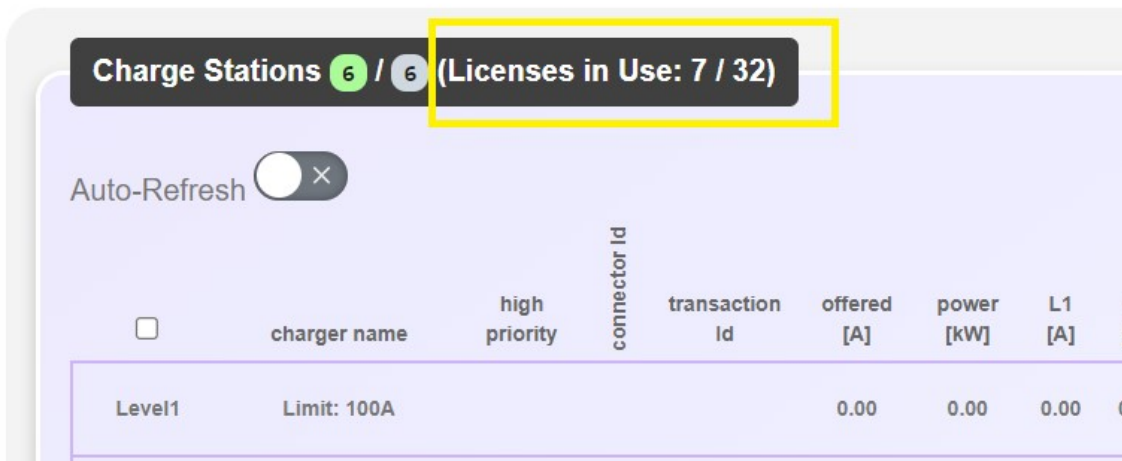 Charge Stations 6 / 6 (Licenses in Use: 7 / 32)
Auto-Refresh
charger name high priority connector Id transaction Id offered [A] power [kW] L1 [A]
Level1 Limit: 100A 0.00 0.00 0.00